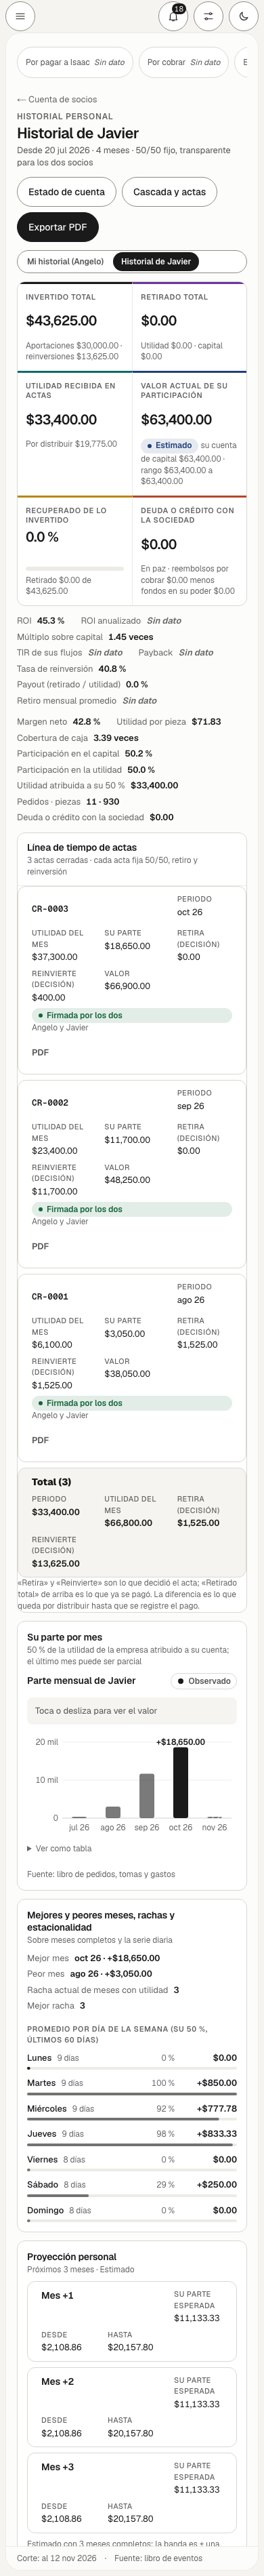 18
Por pagar a Isaac Sin dato
Por cobrar Sin dato
← Cuenta de socios
HISTORIAL PERSONAL
Historial de Javier
Desde 20 jul 2026 · 4 meses · 50/50 fijo, transparente
para los dos socios
Estado de cuenta
Cascada y actas
Exportar PDF
Mi historial (Angelo)
Historial de Javier
INVERTIDO TOTAL
$43,625.00
Aportaciones $30,000.00 ·
reinversiones $13,625.00
RETIRADO TOTAL
$0.00
Utilidad $0.00 · capital
$0.00
UTILIDAD RECIBIDA EN
ACTAS
$33,400.00
Por distribuir $19,775.00
VALOR ACTUAL DE SU
PARTICIPACIÓN
$63,400.00
Estimado su cuenta
de capital $63,400.00 ·
rango $63,400.00 a
$63,400.00
RECUPERADO DE LO
INVERTIDO
0.0 %
Retirado $0.00 de
$43,625.00
DEUDA O CRÉDITO CON
LA SOCIEDAD
$0.00
En paz · reembolsos por
cobrar $0.00 menos
fondos en su poder $0.00
ROI 45.3 % ROI anualizado Sin dato
Múltiplo sobre capital 1.45 veces
TIR de sus flujos Sin dato Payback Sin dato
Tasa de reinversión 40.8 %
Payout (retirado / utilidad) 0.0 %
Retiro mensual promedio Sin dato
Margen neto 42.8 % Utilidad por pieza $71.83
Cobertura de caja 3.39 veces
Participación en el capital 50.2 %
Participación en la utilidad 50.0 %
Utilidad atribuida a su 50 % $33,400.00
Pedidos · piezas 11 · 930
Deuda o crédito con la sociedad $0.00
Línea de tiempo de actas
3 actas cerradas · cada acta fija 50/50, retiro y
reinversión
CR-0003
PERIODO
oct 26
UTILIDAD DEL
MES
$37,300.00
SU PARTE
$18,650.00
RETIRA
(DECISIÓN)
$0.00
REINVIERTE
(DECISIÓN)
$400.00
VALOR
$66,900.00
Firmada por los dos
Angelo y Javier
PDF
CR-0002
PERIODO
sep 26
UTILIDAD DEL
MES
$23,400.00
SU PARTE
$11,700.00
RETIRA
(DECISIÓN)
$0.00
REINVIERTE
(DECISIÓN)
$11,700.00
VALOR
$48,250.00
Firmada por los dos
Angelo y Javier
PDF
CR-0001
PERIODO
ago 26
UTILIDAD DEL
MES
$6,100.00
SU PARTE
$3,050.00
RETIRA
(DECISIÓN)
$1,525.00
REINVIERTE
(DECISIÓN)
$1,525.00
VALOR
$38,050.00
Firmada por los dos
Angelo y Javier
PDF
Total (3)
PERIODO
$33,400.00
UTILIDAD DEL
MES
$66,800.00
RETIRA
(DECISIÓN)
$1,525.00
REINVIERTE
(DECISIÓN)
$13,625.00
«Retira» y «Reinvierte» son lo que decidió el acta; «Retirado
total» de arriba es lo que ya se pagó. La diferencia es lo que
queda por distribuir hasta que se registre el pago.
Su parte por mes
50 % de la utilidad de la empresa atribuido a su cuenta;
el último mes puede ser parcial
Parte mensual de Javier
Observado
Toca o desliza para ver el valor
+$18,650.00
20 mil
10 mil
0
jul 26 ago 26 sep 26 oct 26 nov 26
Ver como tabla
Fuente: libro de pedidos, tomas y gastos
Mejores y peores meses, rachas y
estacionalidad
Sobre meses completos y la serie diaria
Mejor mes oct 26 · +$18,650.00
Peor mes ago 26 · +$3,050.00
Racha actual de meses con utilidad 3
Mejor racha 3
PROMEDIO POR DÍA DE LA SEMANA (SU 50 %,
ÚLTIMOS 60 DÍAS)
Lunes 9 días 0 % $0.00
Martes 9 días 100 % +$850.00
Miércoles 9 días 92 % +$777.78
Jueves 9 días 98 % +$833.33
Viernes 8 días 0 % $0.00
Sábado 8 días 29 % +$250.00
Domingo 8 días 0 % $0.00
Proyección personal
Próximos 3 meses · Estimado
Mes +1
SU PARTE
ESPERADA
$11,133.33
DESDE
$2,108.86
HASTA
$20,157.80
Mes +2
SU PARTE
ESPERADA
$11,133.33
DESDE
$2,108.86
HASTA
$20,157.80
Mes +3
SU PARTE
ESPERADA
$11,133.33
DESDE
$2,108.86
HASTA
$20,157.80
Estimado con 3 meses completos: la banda es ± una
Corte: al 12 nov 2026 · Fuente: libro de eventos